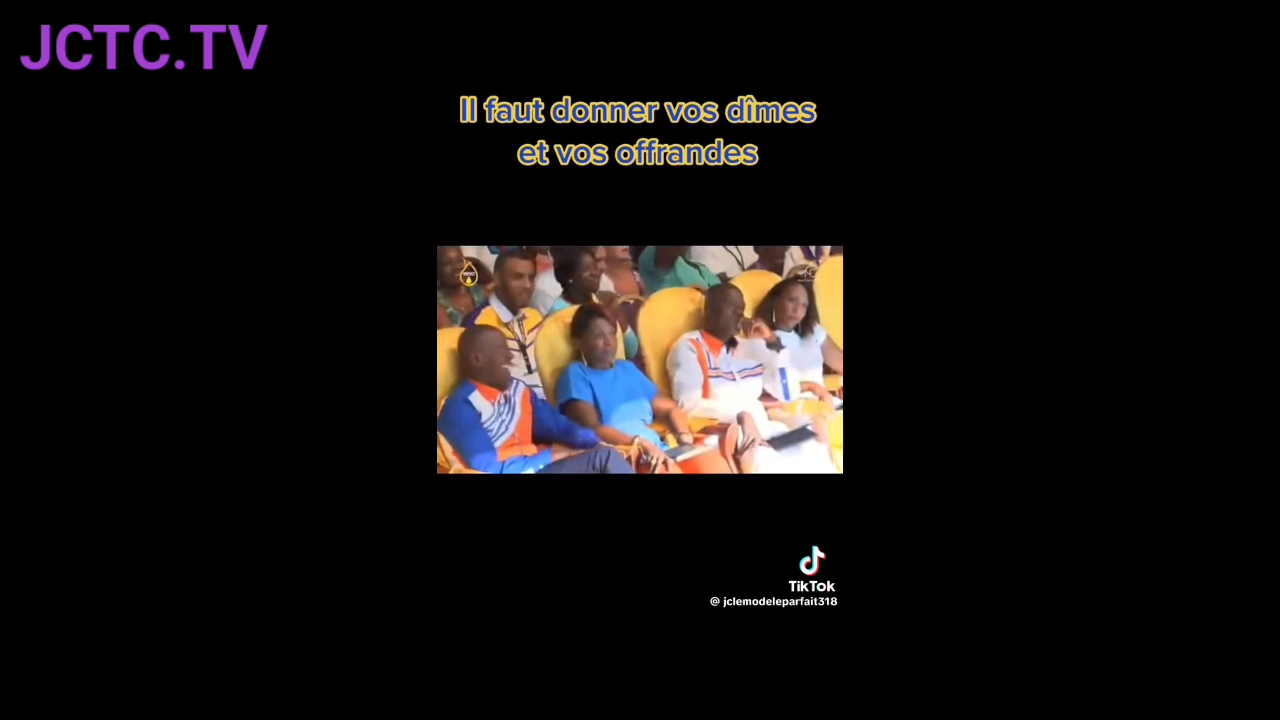 JCTC.TV
Il faut donner vos dîmes
et vos offrandes
TikTok
@ jclemodeleparfait318